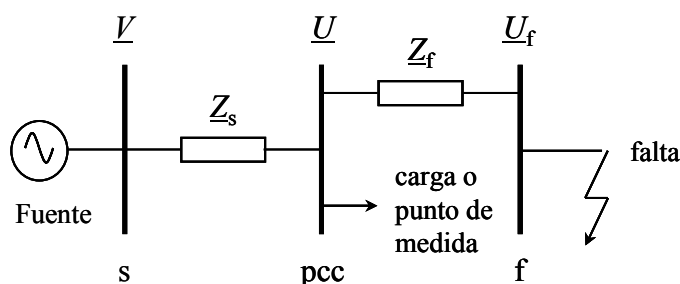 V
U
Z_f
U_f
Z_s
Fuente
carga o
punto de
medida
falta
s
pcc
f